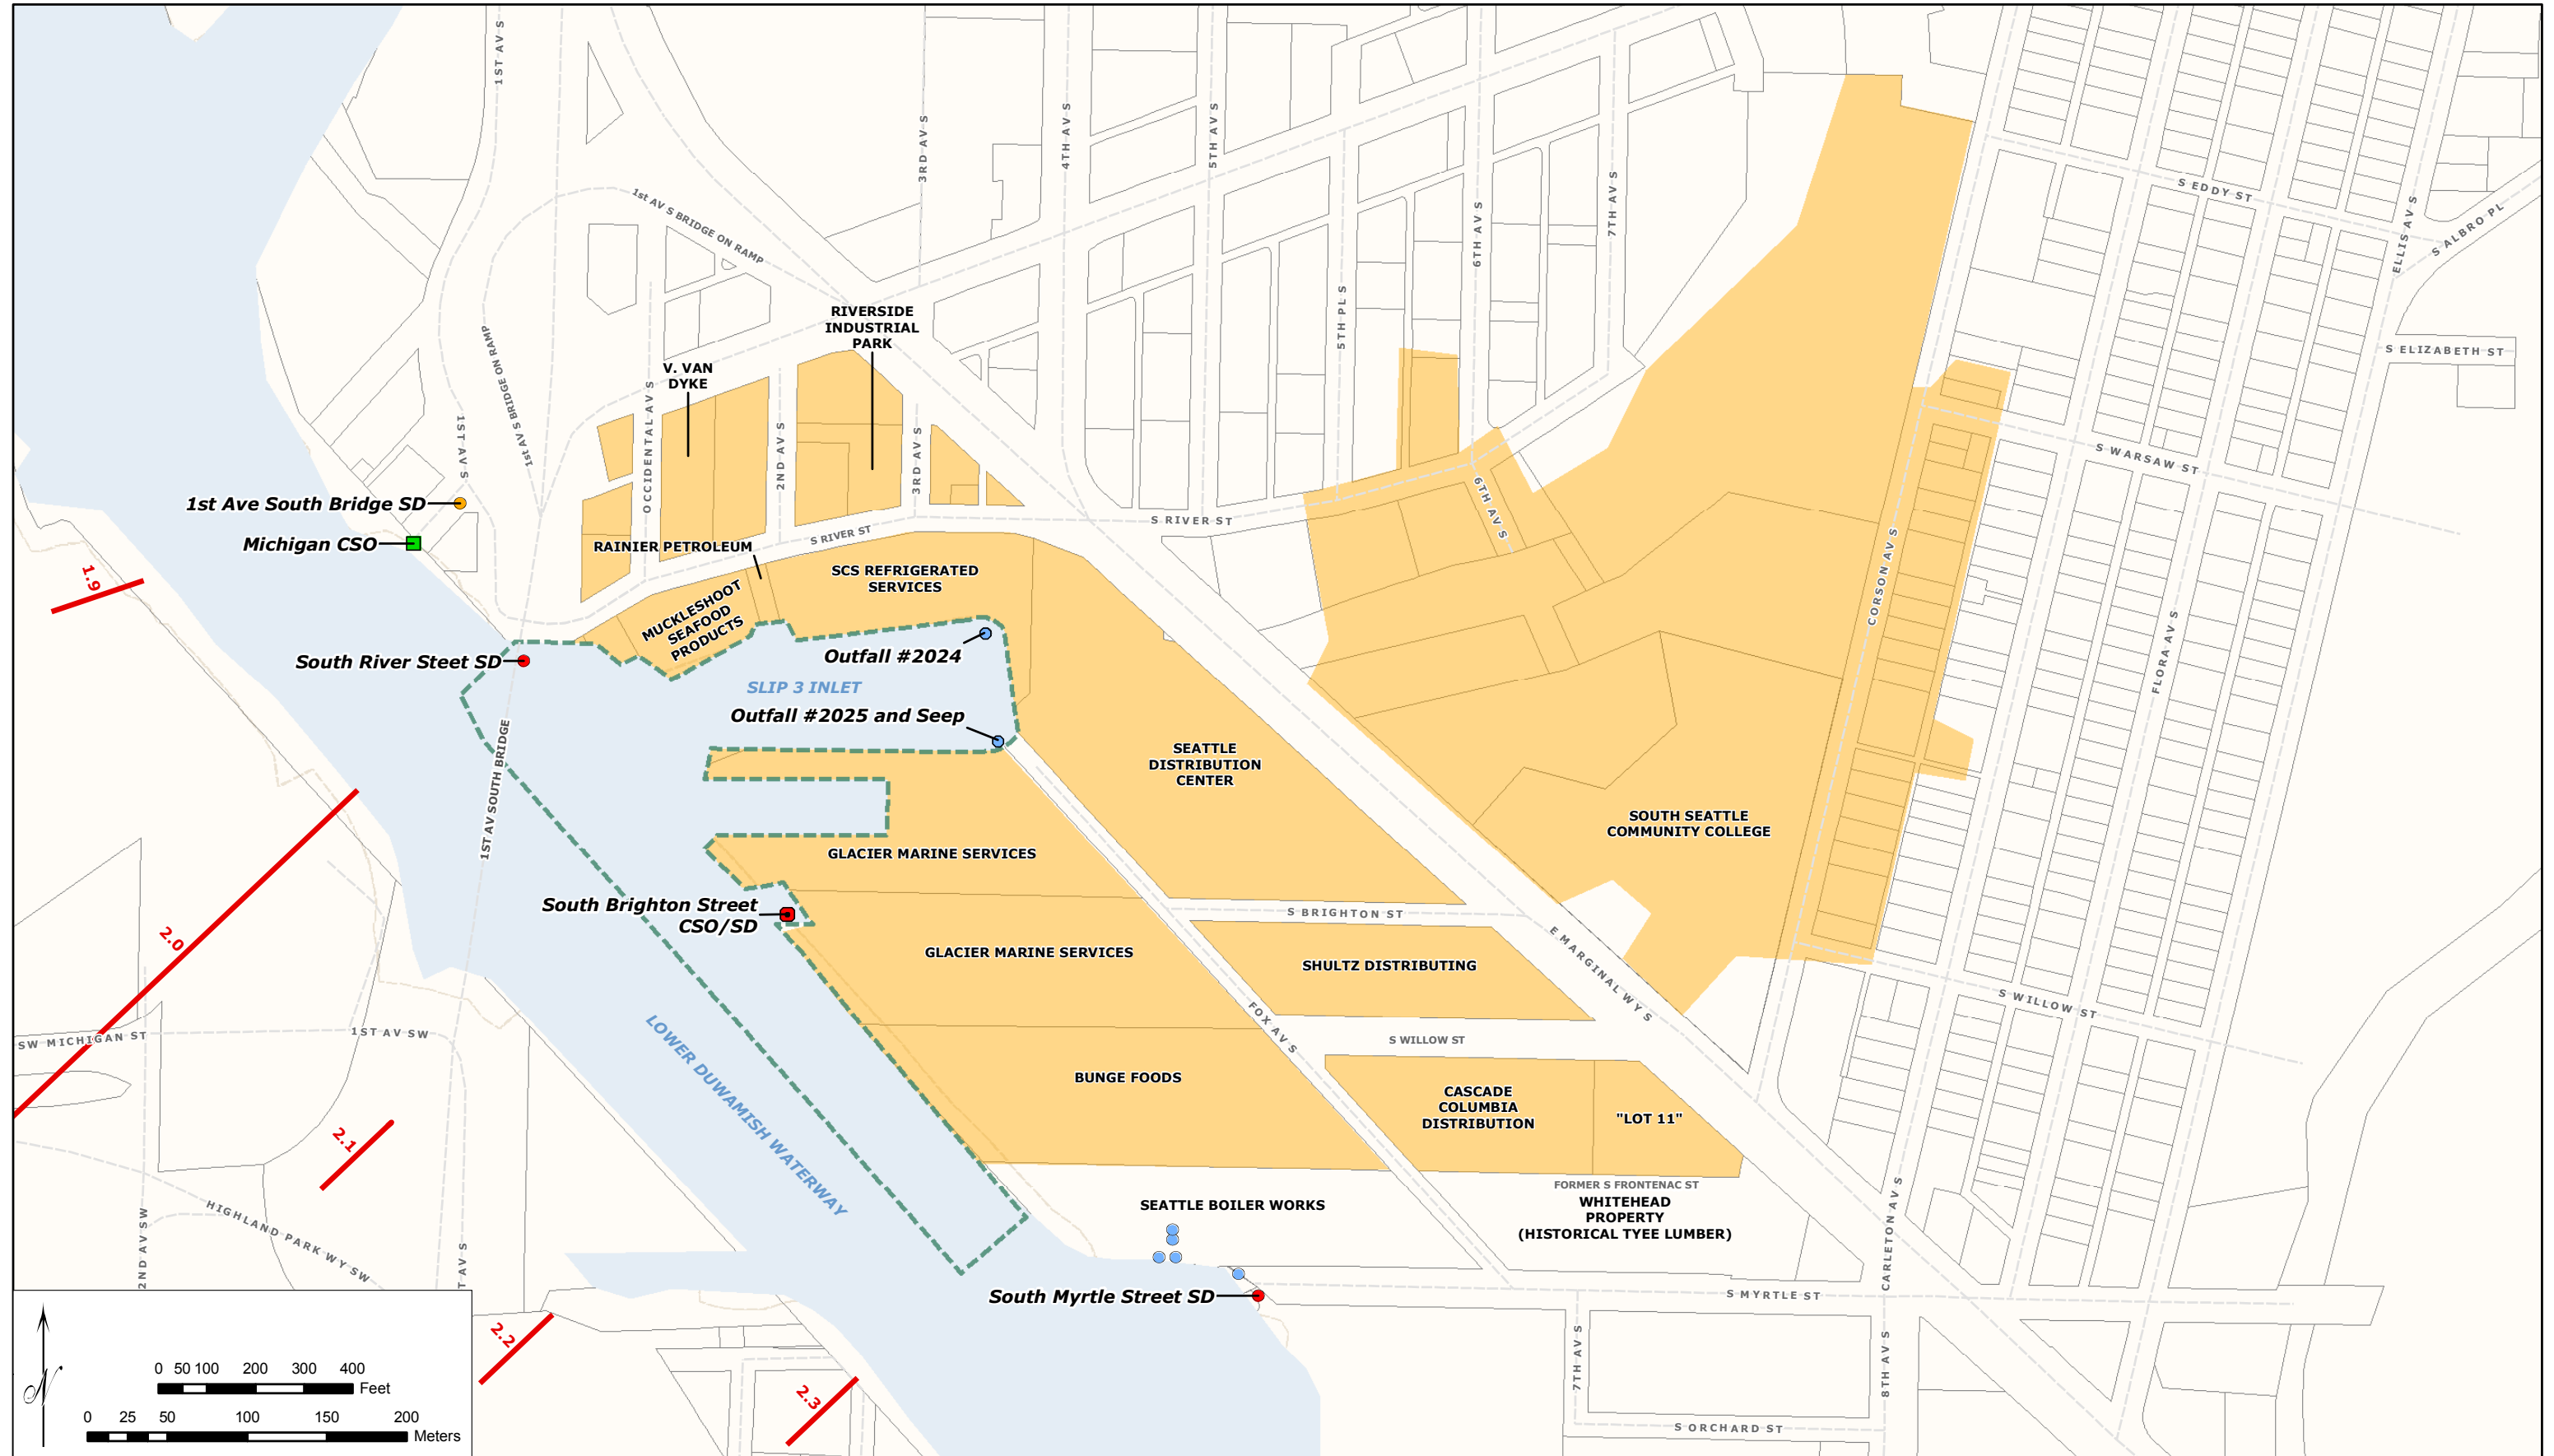 1ST AV S
3RD AV S
4TH AV S
5TH AV S
6TH AV S
7TH AV S
S EDDY ST
S ALBRO PL
ELLIS AV S
1st AV S BRIDGE ON RAMP
1st AV S BRIDGE ON RAMP
5TH PL S
S ELIZABETH ST
RIVERSIDE
INDUSTRIAL
PARK
V. VAN
DYKE
OCCIDENTAL AV S
2ND AV S
3RD AV S
1ST AV S
S WARSAW ST
1st Ave South Bridge SD
Michigan CSO
S RIVER ST
S RIVER ST
6TH AV S
RAINIER PETROLEUM
SCS REFRIGERATED
SERVICES
MUCKLESHOOT
SEAFOOD
PRODUCTS
CORSON AV S
FLORA AV S
1.9
South River Steet SD
Outfall #2024
SLIP 3 INLET
Outfall #2025 and Seep
1ST AV SOUTH BRIDGE
SEATTLE
DISTRIBUTION
CENTER
SOUTH SEATTLE
COMMUNITY COLLEGE
GLACIER MARINE SERVICES
South Brighton Street
CSO/SD
S BRIGHTON ST
2.0
GLACIER MARINE SERVICES
SHULTZ DISTRIBUTING
E MARGINAL WY S
S WILLOW ST
FOX AV S
S WILLOW ST
SW MICHIGAN ST
1ST AV SW
LOWER DUWAMISH WATERWAY
BUNGE FOODS
CASCADE
COLUMBIA
DISTRIBUTION
"LOT 11"
2.1
FORMER S FRONTENAC ST
WHITEHEAD
PROPERTY
(HISTORICAL TYEE LUMBER)
SEATTLE BOILER WORKS
HIGHLAND PARK WY SW
2ND AV SW
T AV S
CARLETON AV S
South Myrtle Street SD
S MYRTLE ST
2.2
2.3
7TH AV S
8TH AV S
S ORCHARD ST
N
0 50 100 200 300 400
Feet
0 25 50 100 150 200
Meters